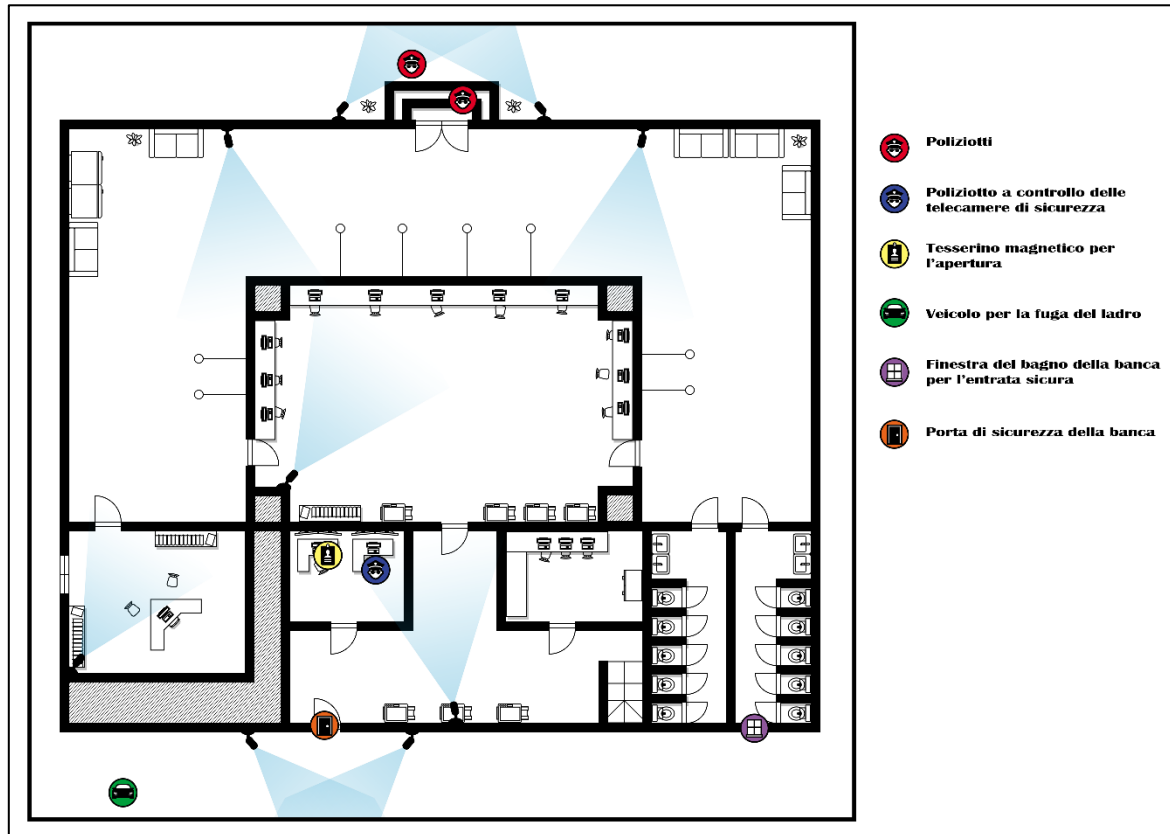 Poliziotti
Poliziotto a controllo delle
telecamere di sicurezza
Tesserino magnetico per
l'apertura
Veicolo per la fuga del ladro
Finestra del bagno della banca
per l'entrata sicura
Porta di sicurezza della banca